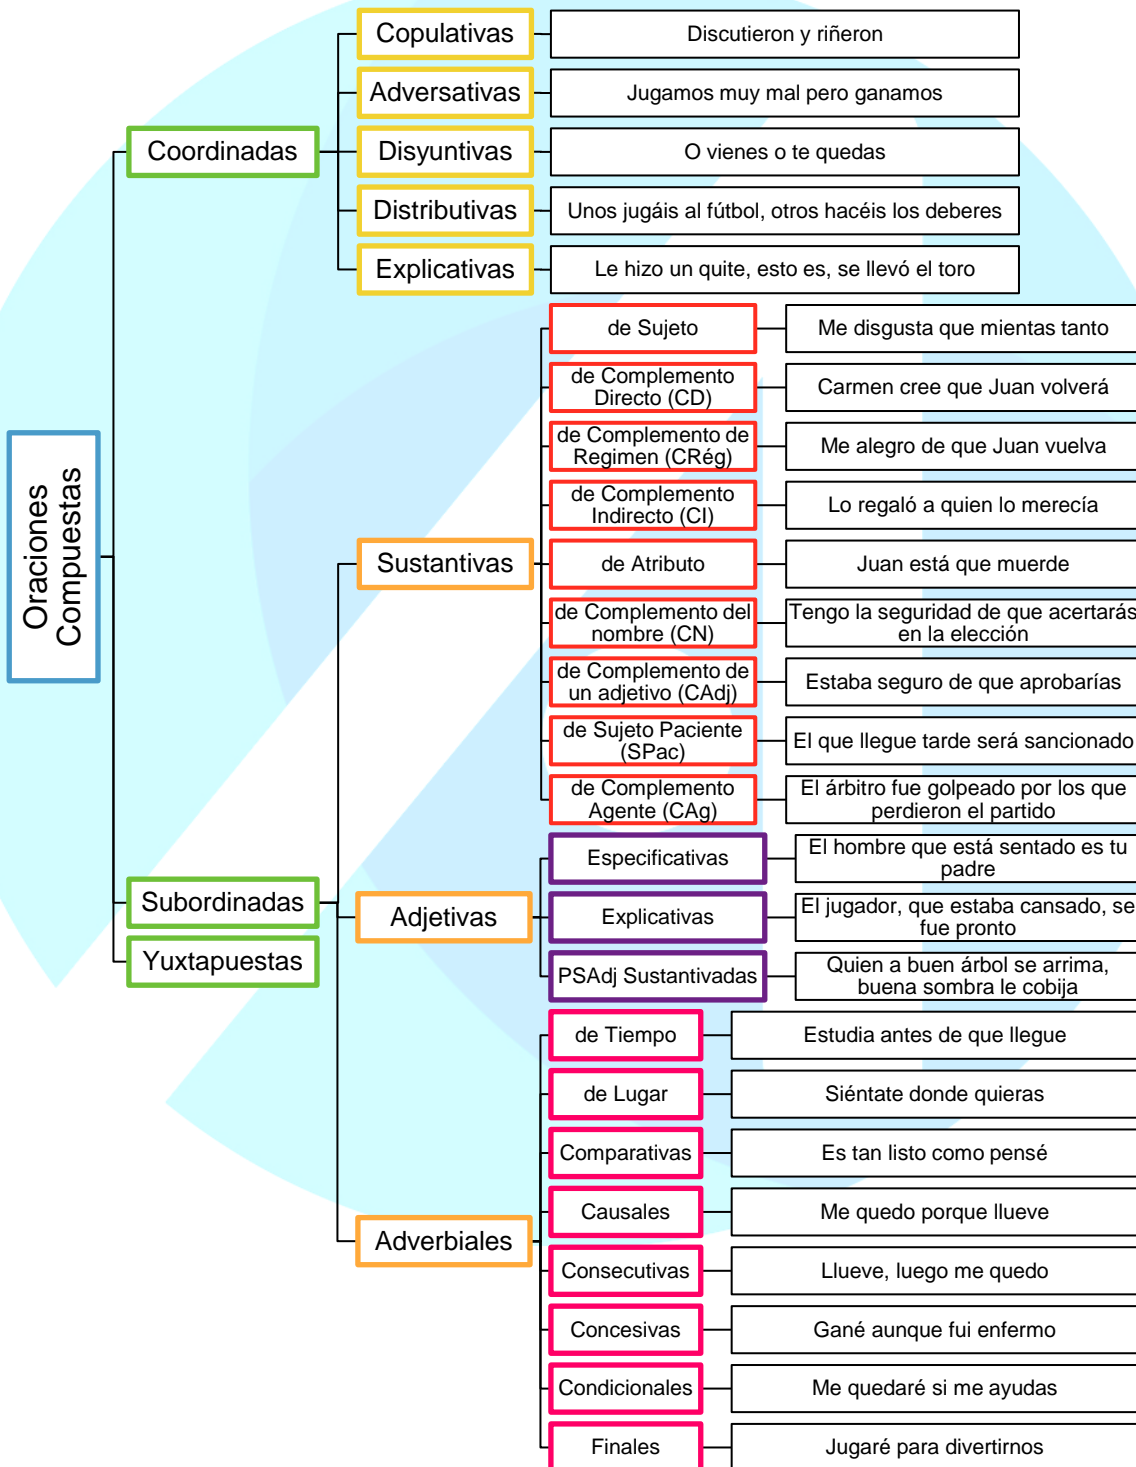 Oraciones
Compuestas
Coordinadas
Copulativas
Discutieron y riñeron
Adversativas
Jugamos muy mal pero ganamos
Disyuntivas
O vienes o te quedas
Distributivas
Unos jugáis al fútbol, otros hacéis los deberes
Explicativas
Le hizo un quite, esto es, se llevó el toro
Subordinadas
Sustantivas
de Sujeto
Me disgusta que mientas tanto
de Complemento
Directo (CD)
Carmen cree que Juan volverá
de Complemento de
Regimen (CRég)
Me alegro de que Juan vuelva
de Complemento
Indirecto (CI)
Lo regaló a quien lo merecía
de Atributo
Juan está que muerde
de Complemento del
nombre (CN)
Tengo la seguridad de que acertarás
en la elección
de Complemento de
un adjetivo (CAdj)
Estaba seguro de que aprobarías
de Sujeto Paciente
(SPac)
El que llegue tarde será sancionado
de Complemento
Agente (CAg)
El árbitro fue golpeado por los que
perdieron el partido
Adjetivas
Especificativas
El hombre que está sentado es tu
padre
Explicativas
El jugador, que estaba cansado, se
fue pronto
PSAdj Sustantivadas
Quien a buen árbol se arrima,
buena sombra le cobija
Adverbiales
de Tiempo
Estudia antes de que llegue
de Lugar
Siéntate donde quieras
Comparativas
Es tan listo como pensé
Causales
Me quedo porque llueve
Consecutivas
Llueve, luego me quedo
Concesivas
Gané aunque fui enfermo
Condicionales
Me quedaré si me ayudas
Finales
Jugaré para divertirnos
Yuxtapuestas